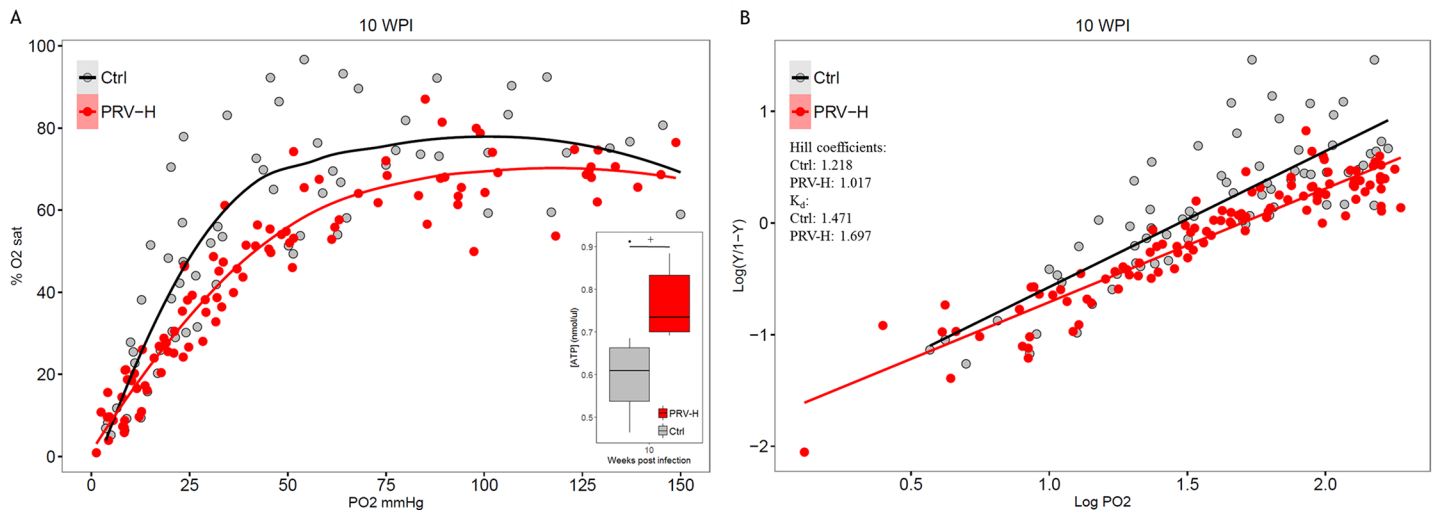 A
10 WPI
% O2 sat
100
80
60
40
20
0
Ctrl
PRV−H
0 25 50 75 100 125 150
PO2 mmHg
[ATP] (nmol/ul)
0.9
0.8
0.7
0.6
0.5
+
PRV-H
Ctrl
10
Weeks post infection
B
10 WPI
Log(Y/1−Y)
1
0
−1
−2
Ctrl
PRV−H
Hill coefficients:
Ctrl: 1.218
PRV-H: 1.017
Kd:
Ctrl: 1.471
PRV-H: 1.697
0.5 1.0 1.5 2.0
Log PO2